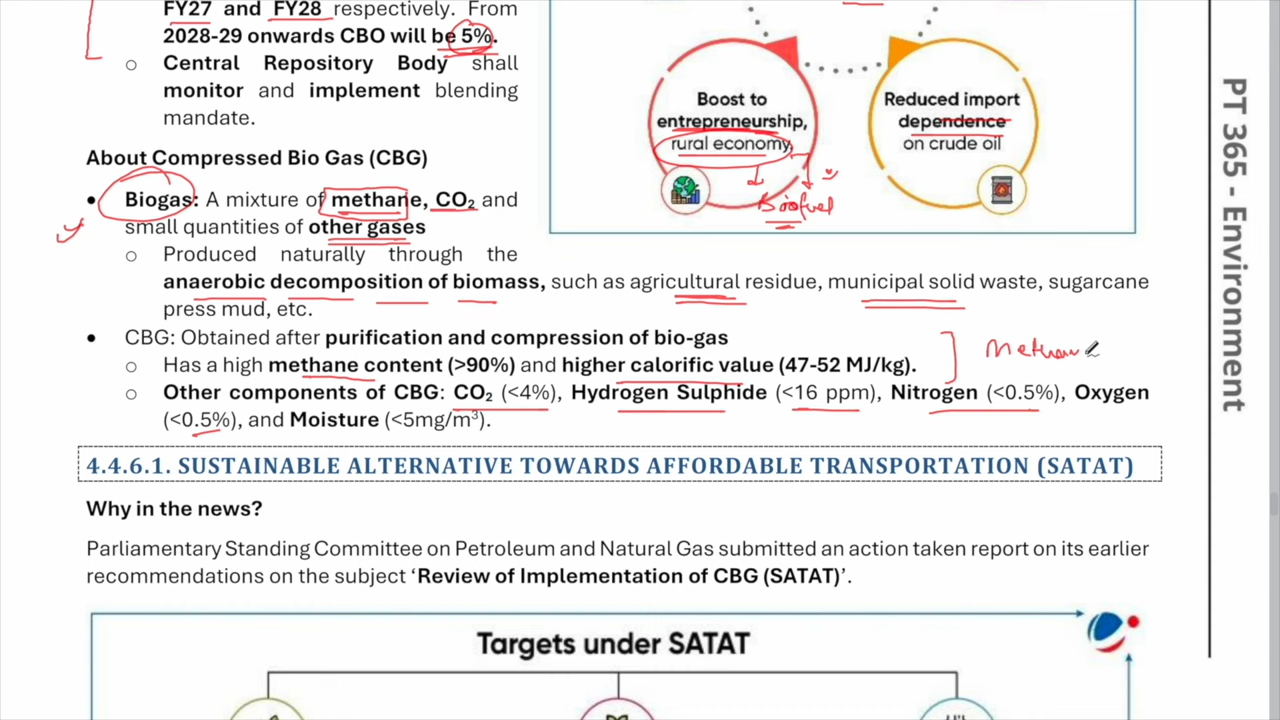 FY27 and FY28 respectively. From
2028-29 onwards CBO will be 5%.
o Central Repository Body shall
monitor and implement blending
mandate.
Boost to
entrepreneurship,
rural economy
Biofuel
Reduced import
dependence
on crude oil
About Compressed Bio Gas (CBG)
• Biogas: A mixture of methane, CO₂ and
small quantities of other gases
o Produced naturally through the
anaerobic decomposition of biomass, such as agricultural residue, municipal solid waste, sugarcane
press mud, etc.
• CBG: Obtained after purification and compression of bio-gas
o Has a high methane content (>90%) and higher calorific value (47-52 MJ/kg).
o Other components of CBG: CO₂ (<4%), Hydrogen Sulphide (<16 ppm), Nitrogen (<0.5%), Oxygen
(<0.5%), and Moisture (<5mg/m³).
4.4.6.1. SUSTAINABLE ALTERNATIVE TOWARDS AFFORDABLE TRANSPORTATION (SATAT)
Why in the news?
Parliamentary Standing Committee on Petroleum and Natural Gas submitted an action taken report on its earlier
recommendations on the subject ‘Review of Implementation of CBG (SATAT)’.
Targets under SATAT
PT 365 - Environment